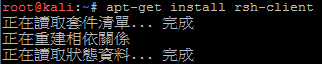 root@kali:~# apt-get install rsh-client
正在讀取套件清單... 完成
正在重建相依關係
正在讀取狀態資料... 完成